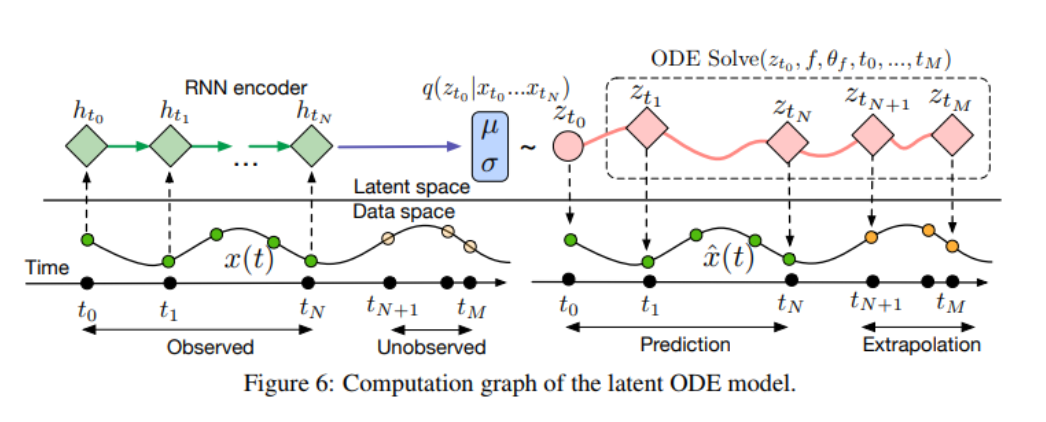 ODE Solve(z_{t_0}, f, θ_f, t_0, ..., t_M)
RNN encoder
q(z_{t_0}|x_{t_0}...x_{t_N})
h_{t_0} h_{t_1} h_{t_N}
z_{t_0} z_{t_1} z_{t_N} z_{t_{N+1}} z_{t_M}
μ
σ
~
...
Latent space
Data space
x(t) x̂(t)
Time
t_0 t_1 t_N t_{N+1} t_M t_0 t_1 t_N t_{N+1} t_M
Observed Unobserved Prediction Extrapolation
Figure 6: Computation graph of the latent ODE model.